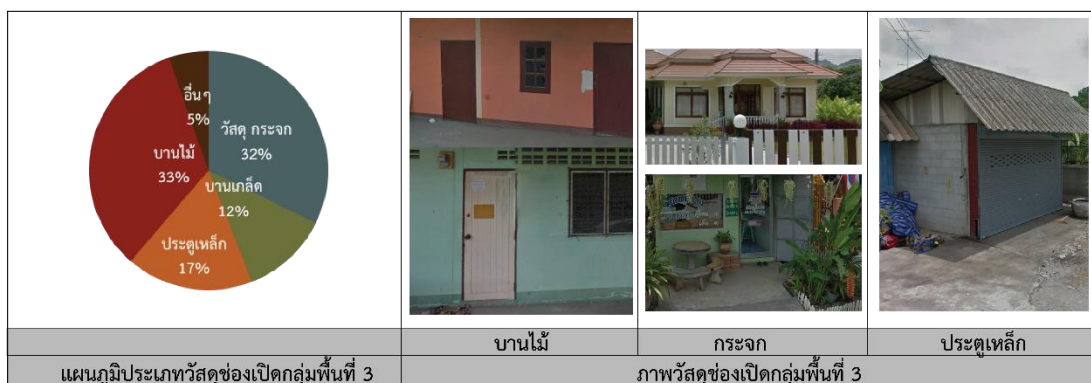 อื่นๆ
5%
วัสดุ กระจก
32%
บานไม้
33%
บานเกล็ด
12%
ประตูเหล็ก
17%
บานไม้
กระจก
ประตูเหล็ก
แผนภูมิประเภทวัสดุช่องเปิดกลุ่มพื้นที่ 3
ภาพวัสดุช่องเปิดกลุ่มพื้นที่ 3